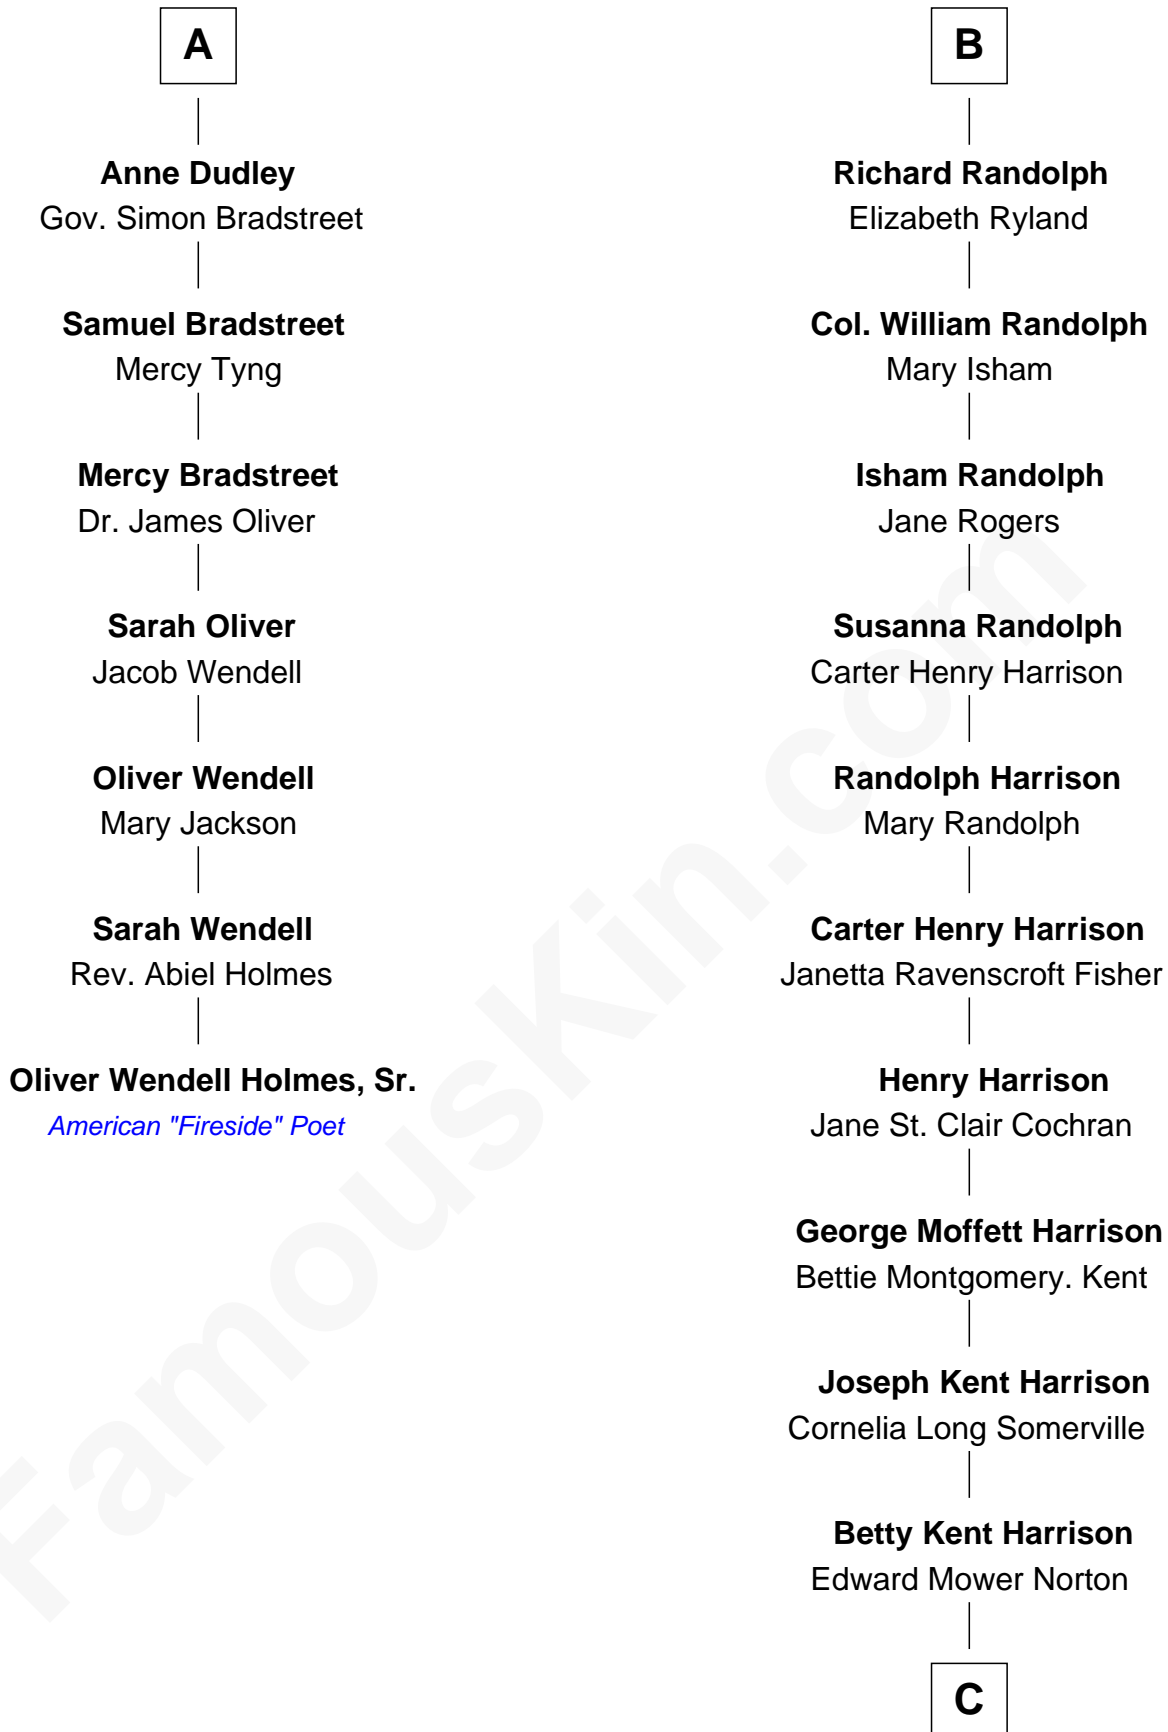 A
Anne Dudley
Gov. Simon Bradstreet
Samuel Bradstreet
Mercy Tyng
Mercy Bradstreet
Dr. James Oliver
Sarah Oliver
Jacob Wendell
Oliver Wendell
Mary Jackson
Sarah Wendell
Rev. Abiel Holmes
Oliver Wendell Holmes, Sr.
American "Fireside" Poet
B
Richard Randolph
Elizabeth Ryland
Col. William Randolph
Mary Isham
Isham Randolph
Jane Rogers
Susanna Randolph
Carter Henry Harrison
Randolph Harrison
Mary Randolph
Carter Henry Harrison
Janetta Ravenscroft Fisher
Henry Harrison
Jane St. Clair Cochran
George Moffett Harrison
Bettie Montgomery. Kent
Joseph Kent Harrison
Cornelia Long Somerville
Betty Kent Harrison
Edward Mower Norton
C
FamousKin.com